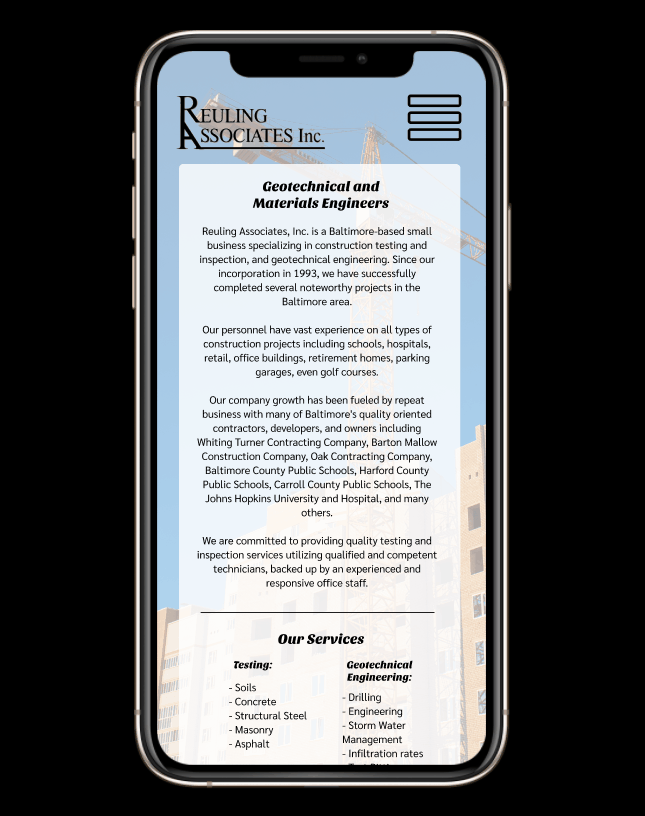 REULING
ASSOCIATES Inc.
Geotechnical and
Materials Engineers
Reuling Associates, Inc. is a Baltimore-based small
business specializing in construction testing and
inspection, and geotechnical engineering. Since our
incorporation in 1993, we have successfully
completed several noteworthy projects in the
Baltimore area.
Our personnel have vast experience on all types of
construction projects including schools, hospitals,
retail, office buildings, retirement homes, parking
garages, even golf courses.
Our company growth has been fueled by repeat
business with many of Baltimore's quality oriented
contractors, developers, and owners including
Whiting Turner Contracting Company, Barton Mallow
Construction Company, Oak Contracting Company,
Baltimore County Public Schools, Harford County
Public Schools, Carroll County Public Schools, The
Johns Hopkins University and Hospital, and many
others.
We are committed to providing quality testing and
inspection services utilizing qualified and competent
technicians, backed up by an experienced and
responsive office staff.
Our Services
Testing:
- Soils
- Concrete
- Structural Steel
- Masonry
- Asphalt
Geotechnical
Engineering:
- Drilling
- Engineering
- Storm Water
Management
- Infiltration rates